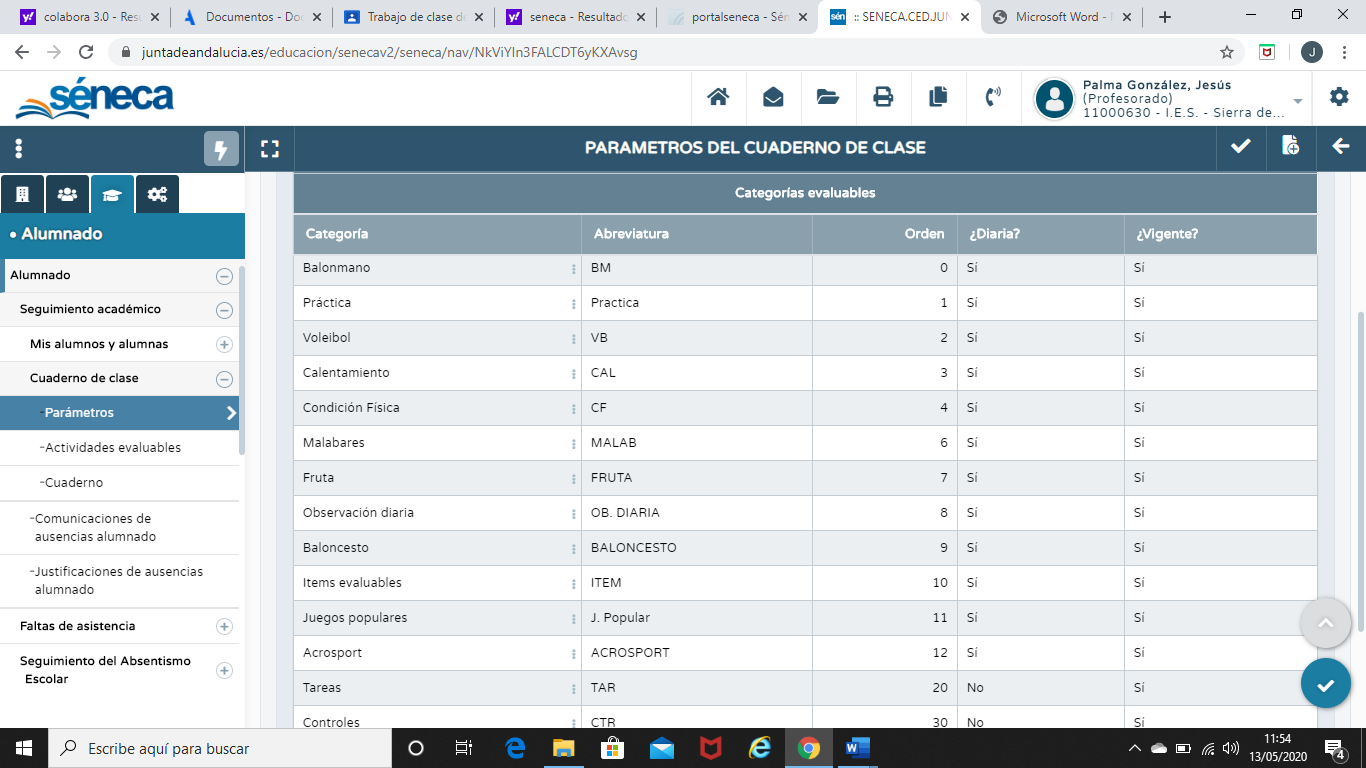 colabora 3.0 - Resu
Documentos - Doc
Trabajo de clase de
seneca - Resultado
portalseneca - Sén
:: SENECA.CED.JUN
Microsoft Word -
juntadeandalucia.es/educacion/senecav2/seneca/nav/NkViYIn3FALCDT6yKXAvsg
J
séneca
Palma González, Jesús
(Profesorado)
11000630 - I.E.S. - Sierra de...
PARAMETROS DEL CUADERNO DE CLASE
• Alumnado
Alumnado
Seguimiento académico
Mis alumnos y alumnas
Cuaderno de clase
-Parámetros
-Actividades evaluables
-Cuaderno
-Comunicaciones de
ausencias alumnado
-Justificaciones de ausencias
alumnado
Faltas de asistencia
Seguimiento del Absentismo
Escolar
Categorías evaluables
Categoría Abreviatura Orden ¿Diaria? ¿Vigente?
Balonmano BM 0 Sí Sí
Práctica Practica 1 Sí Sí
Voleibol VB 2 Sí Sí
Calentamiento CAL 3 Sí Sí
Condición Física CF 4 Sí Sí
Malabares MALAB 6 Sí Sí
Fruta FRUTA 7 Sí Sí
Observación diaria OB. DIARIA 8 Sí Sí
Baloncesto BALONCESTO 9 Sí Sí
Items evaluables ITEM 10 Sí Sí
Juegos populares J. Popular 11 Sí Sí
Acrosport ACROSPORT 12 Sí Sí
Tareas TAR 20 No Sí
Controles CTR 30 No Sí
Escribe aquí para buscar
11:54
13/05/2020
4